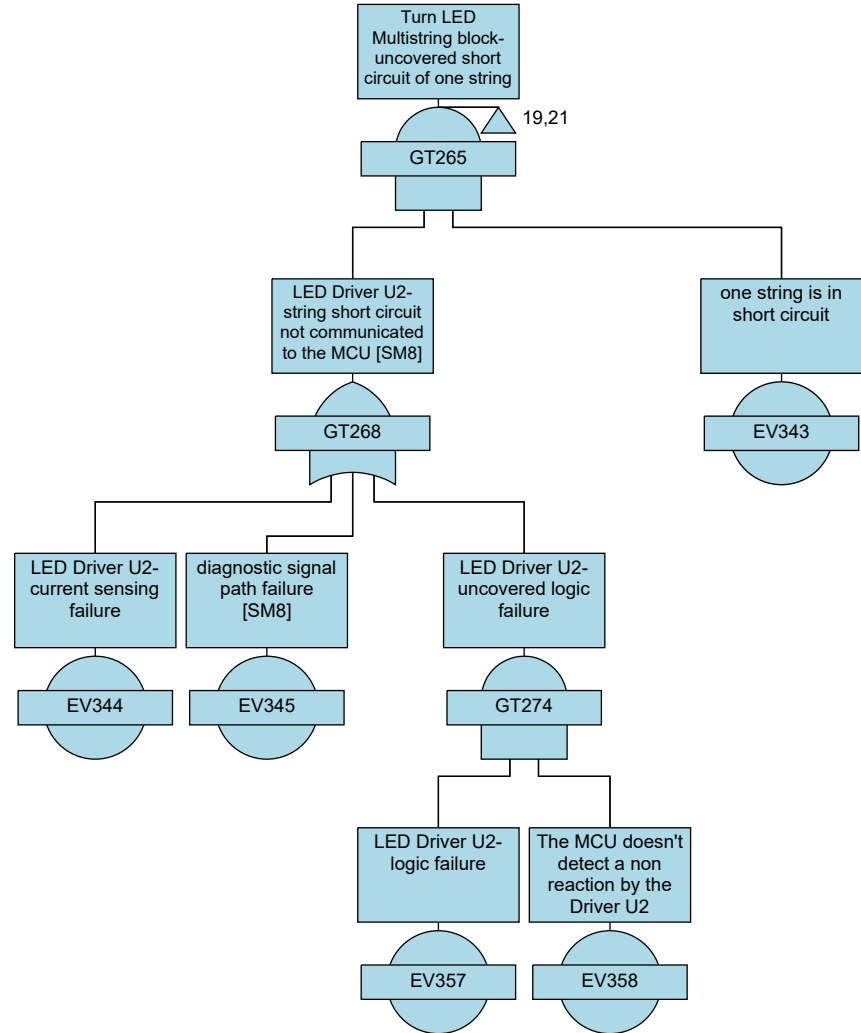 Turn LED
Multistring block-
uncovered short
circuit of one string
19,21
GT265
LED Driver U2-
string short circuit
not communicated
to the MCU [SM8]
one string is in
short circuit
GT268
EV343
LED Driver U2-
current sensing
failure
diagnostic signal
path failure
[SM8]
LED Driver U2-
uncovered logic
failure
EV344
EV345
GT274
LED Driver U2-
logic failure
The MCU doesn't
detect a non
reaction by the
Driver U2
EV357
EV358